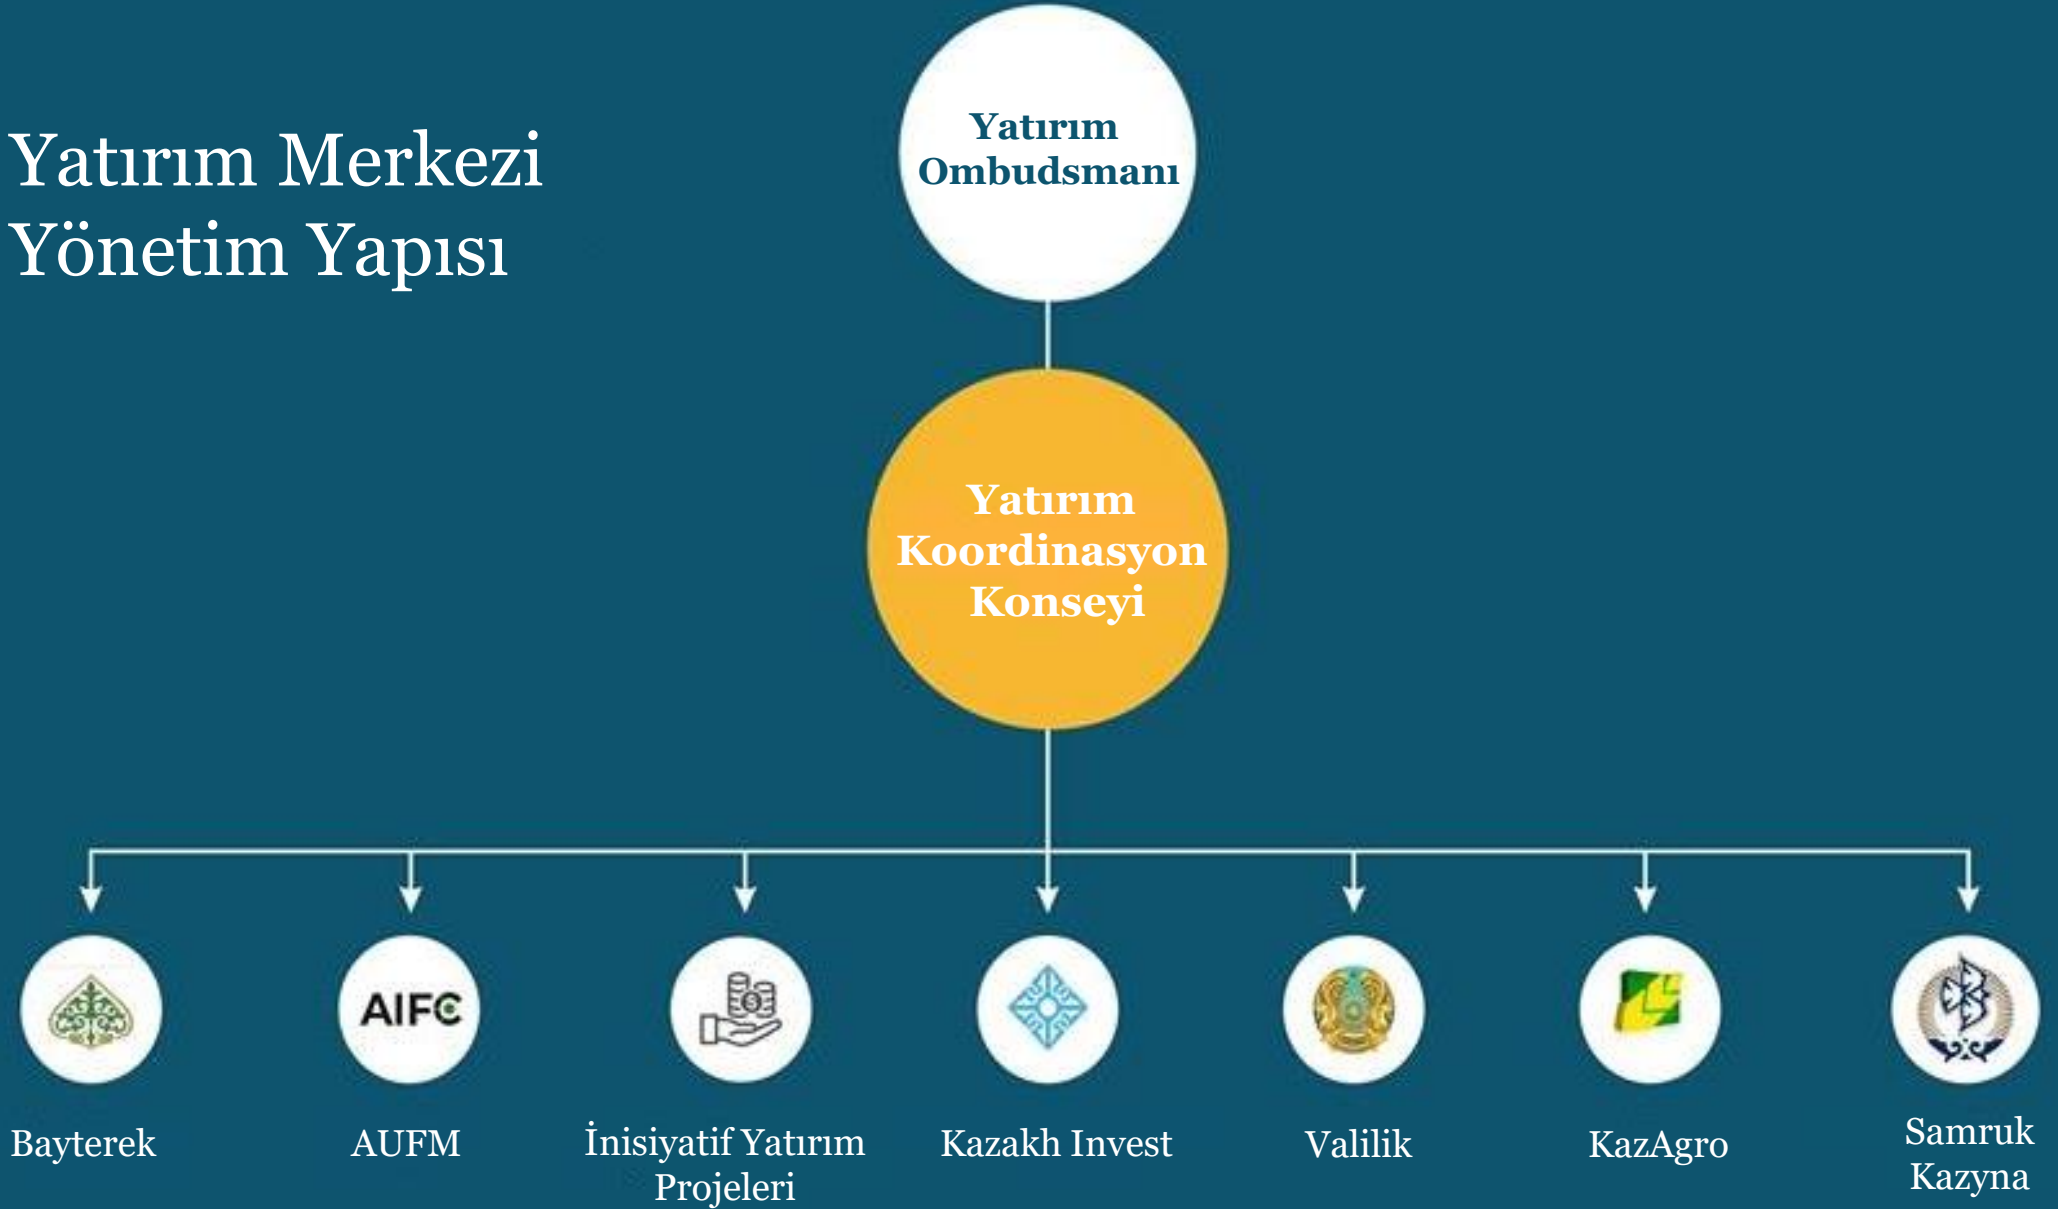 Yatırım Merkezi
Yönetim Yapısı
Yatırım
Ombudsmanı
Yatırım
Koordinasyon
Konseyi
AIFC
Bayterek
AUFM
İnisiyatif Yatırım
Projeleri
Kazakh Invest
Valilik
KazAgro
Samruk
Kazyna